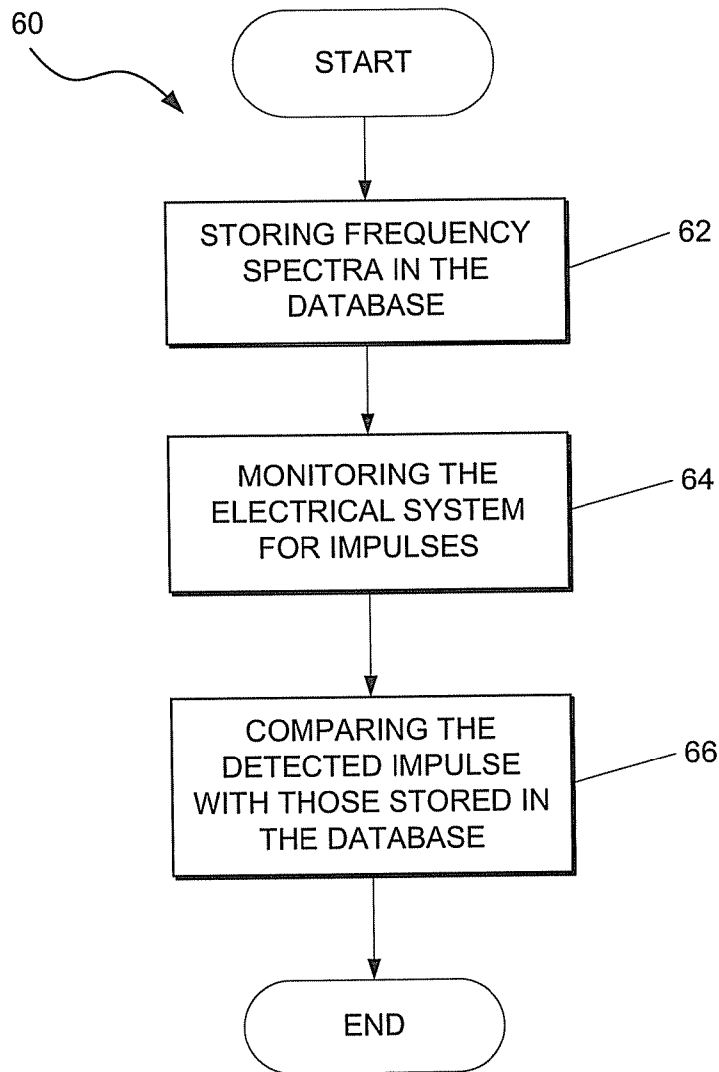 60
START
STORING FREQUENCY
SPECTRA IN THE
DATABASE
62
MONITORING THE
ELECTRICAL SYSTEM
FOR IMPULSES
64
COMPARING THE
DETECTED IMPULSE
WITH THOSE STORED IN
THE DATABASE
66
END